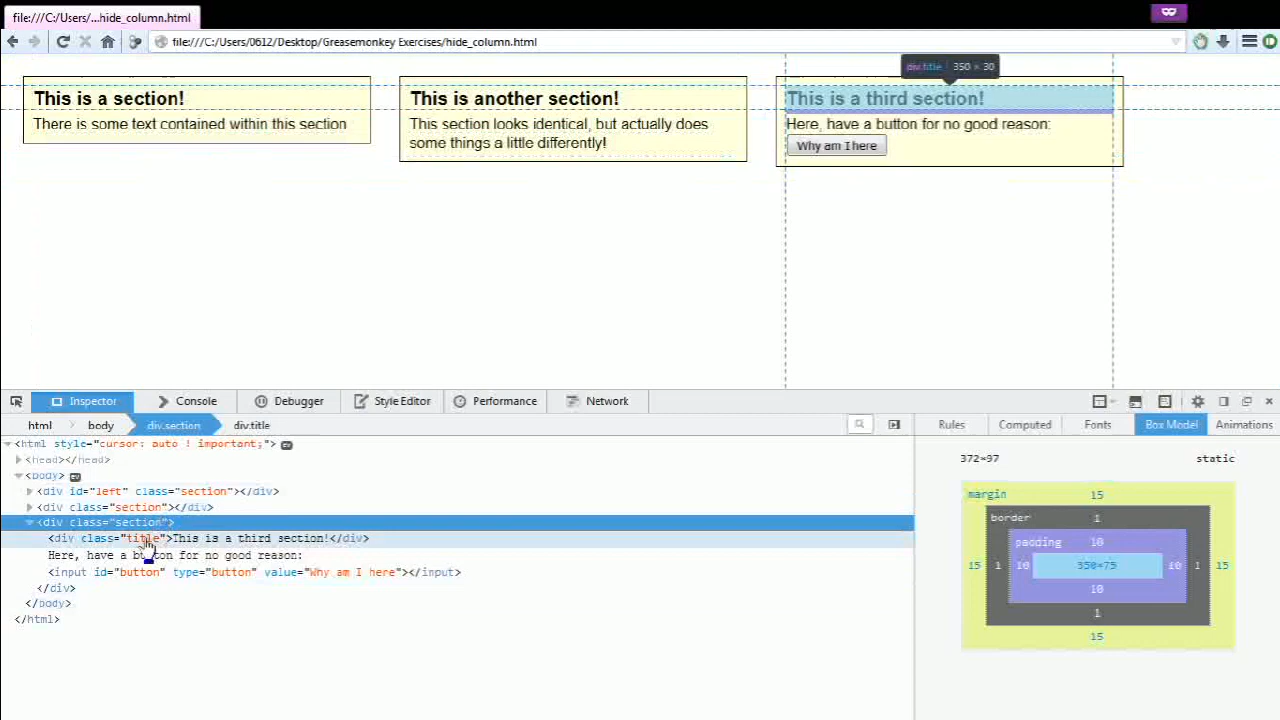 file:///C:/Users/...hide_column.html
file:///C:/Users/0612/Desktop/Greasemonkey Exercises/hide_column.html
div.title 350 × 30
This is a section!
There is some text contained within this section
This is another section!
This section looks identical, but actually does
some things a little differently!
This is a third section!
Here, have a button for no good reason:
Why am I here
Inspector Console Debugger Style Editor Performance Network
html body div.section div.title
Rules Computed Fonts Box Model Animations
<html style="cursor: auto ! important;"> ev
<head></head>
<body> ev
<div id="left" class="section"></div>
<div class="section"></div>
<div class="section">
<div class="title">This is a third section!</div>
Here, have a button for no good reason:
<input id="button" type="button" value="Why am I here"></input>
</div>
</body>
</html>
372×97 static
margin 15
border 1
padding 10
15 1 10 350×75 10 1 15
10
1
15